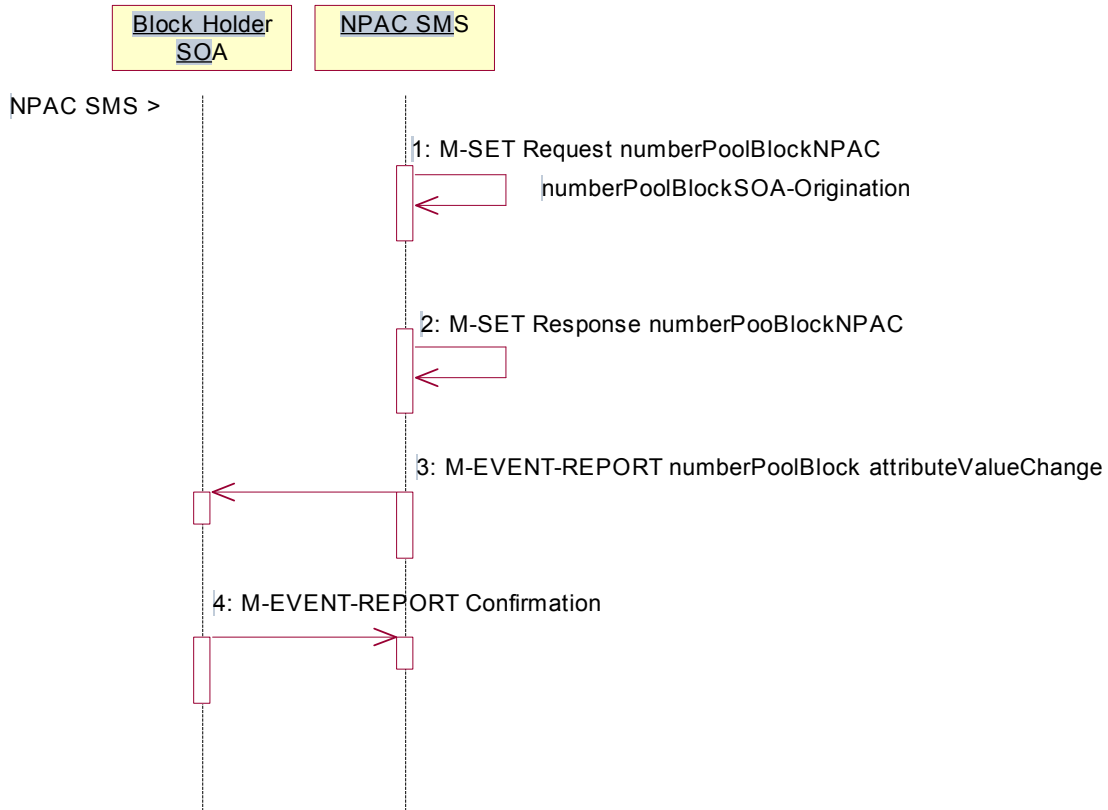 Block Holder
SOA
NPAC SMS
NPAC SMS >
1: M-SET Request numberPoolBlockNPAC
numberPoolBlockSOA-Origination
2: M-SET Response numberPooBlockNPAC
3: M-EVENT-REPORT numberPoolBlock attributeValueChange
4: M-EVENT-REPORT Confirmation